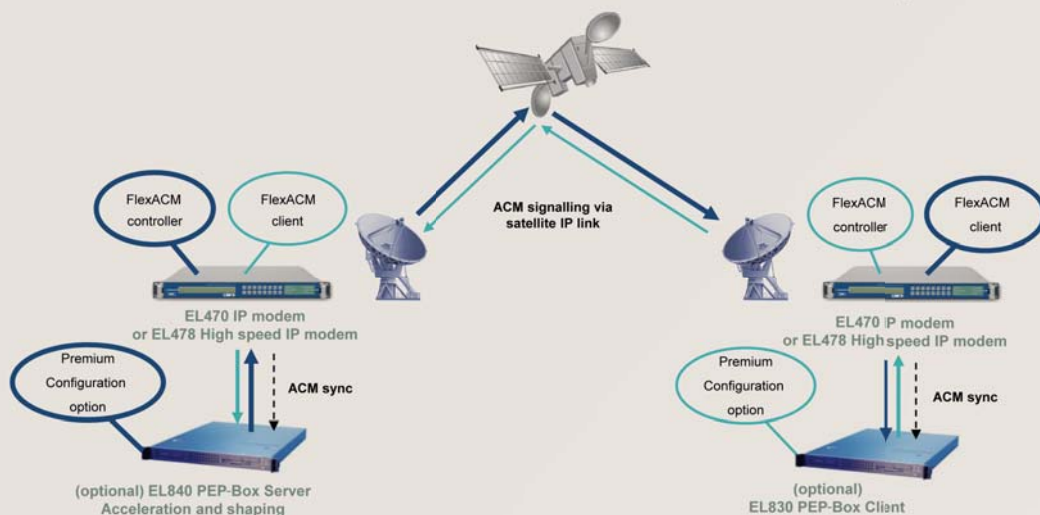 ACM signalling via
satellite IP link
FlexACM
controller
FlexACM
client
EL470 IP modem
or EL478 High speed IP modem
Premium
Configuration
option
ACM sync
(optional) EL840 PEP-Box Server
Acceleration and shaping
FlexACM
controller
FlexACM
client
EL470 IP modem
or EL478 High speed IP modem
Premium
Configuration
option
ACM sync
(optional)
EL830 PEP-Box Client